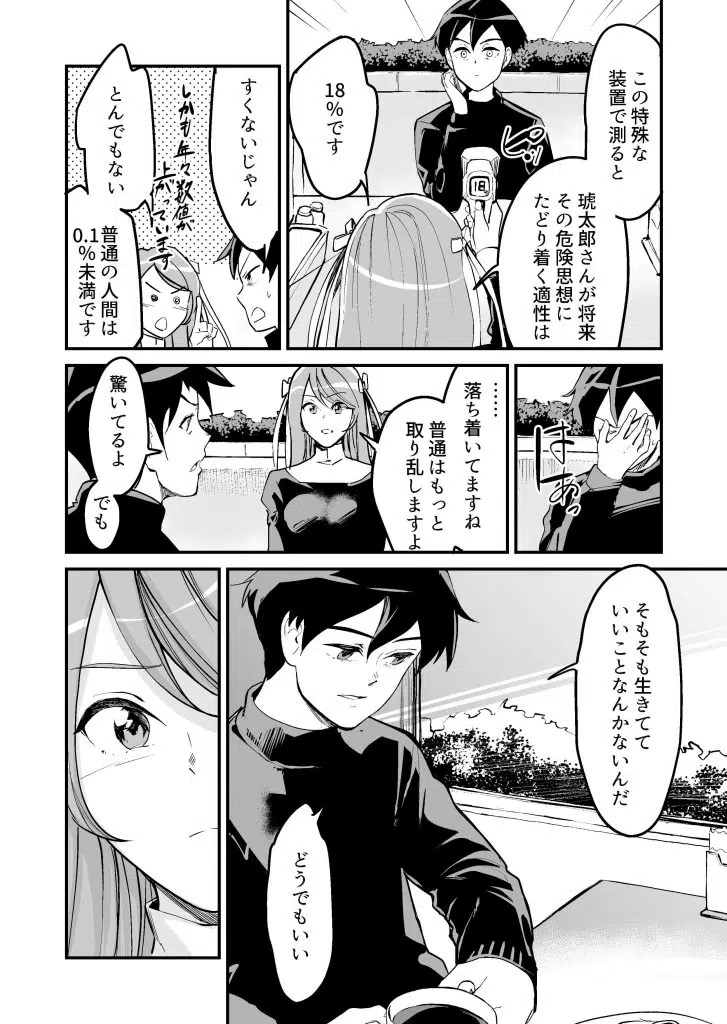 この特殊な
装置で測ると
ピッ
18
琥太郎さんが将来
その危険思想に
たどり着く適性は
18％です
すくないじゃん
とんでもない
しかも年々数値が
上がっています
普通の人間は
0.1％未満です
はぁっ
……
落ち着いてますね
普通はもっと
取り乱しますよ
驚いてるよ
でも
そもそも生きてて
いいことなんかないんだ
どうでもいい